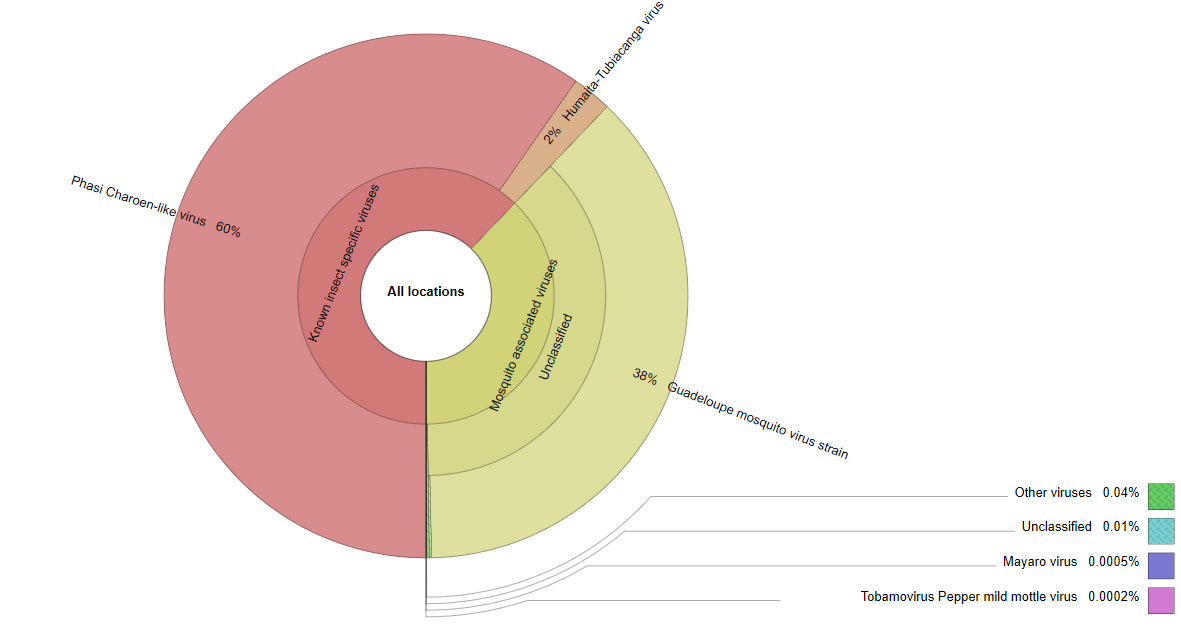 Humaita-Tubiacanga virus
2%
Phasi Charoen-like virus 60%
Known insect specific viruses
All locations
Mosquito associated viruses
Unclassified
38% Guadeloupe mosquito virus strain
Other viruses 0.04%
Unclassified 0.01%
Mayaro virus 0.0005%
Tobamovirus Pepper mild mottle virus 0.0002%